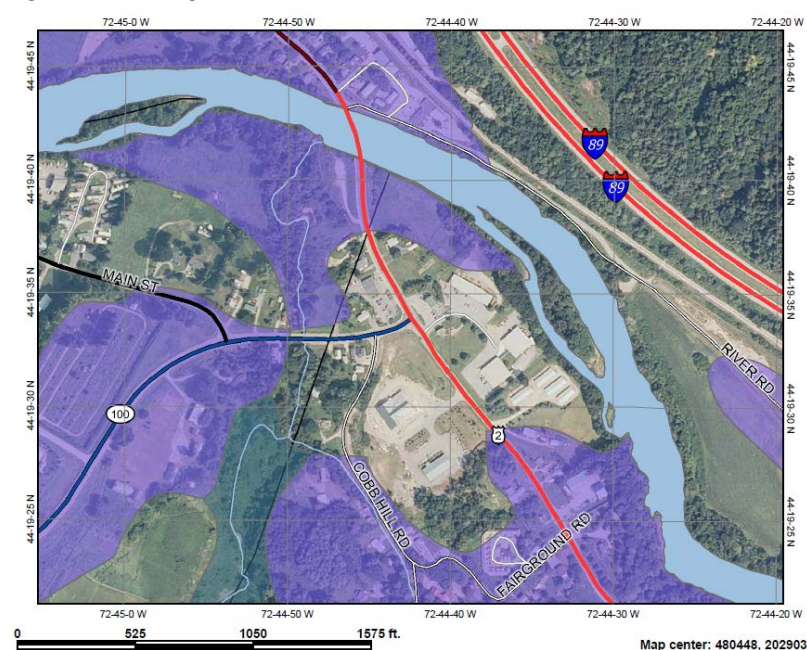 72-45-0 W 72-44-50 W 72-44-40 W 72-44-30 W 72-44-20 W
44-19-45 N
44-19-45 N
89
89
44-19-40 N
44-19-40 N
MAIN ST
44-19-35 N
44-19-35 N
RIVER RD
100
44-19-30 N
44-19-30 N
2
COBB HILL RD
FAIRGROUND RD
44-19-25 N
44-19-25 N
72-45-0 W 72-44-50 W 72-44-40 W 72-44-30 W 72-44-20 W
0 525 1050 1575 ft.
Map center: 480448, 202903